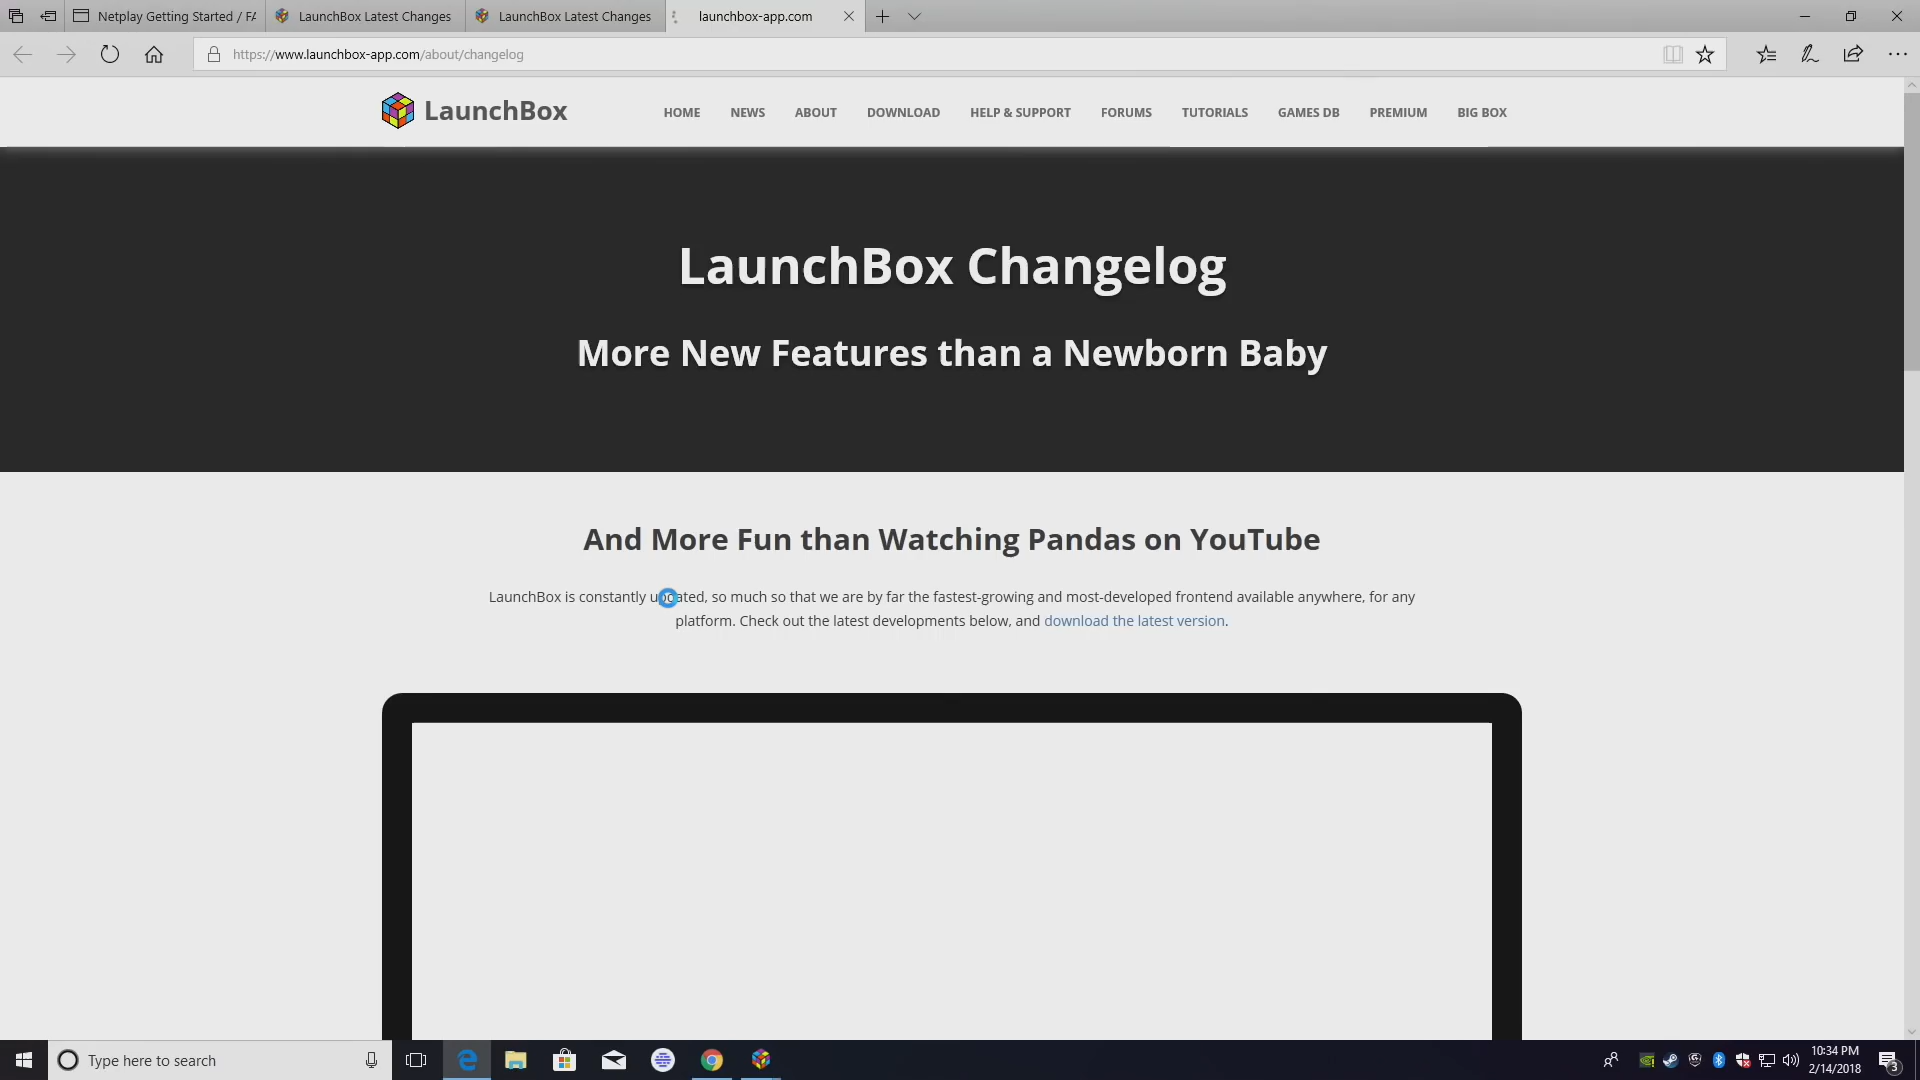 Netplay Getting Started / FA
LaunchBox Latest Changes
LaunchBox Latest Changes
launchbox-app.com
https://www.launchbox-app.com/about/changelog
LaunchBox
HOME NEWS ABOUT DOWNLOAD HELP & SUPPORT FORUMS TUTORIALS GAMES DB PREMIUM BIG BOX
LaunchBox Changelog
More New Features than a Newborn Baby
And More Fun than Watching Pandas on YouTube
LaunchBox is constantly updated, so much so that we are by far the fastest-growing and most-developed frontend available anywhere, for any
platform. Check out the latest developments below, and download the latest version.
Type here to search
10:34 PM
2/14/2018
3